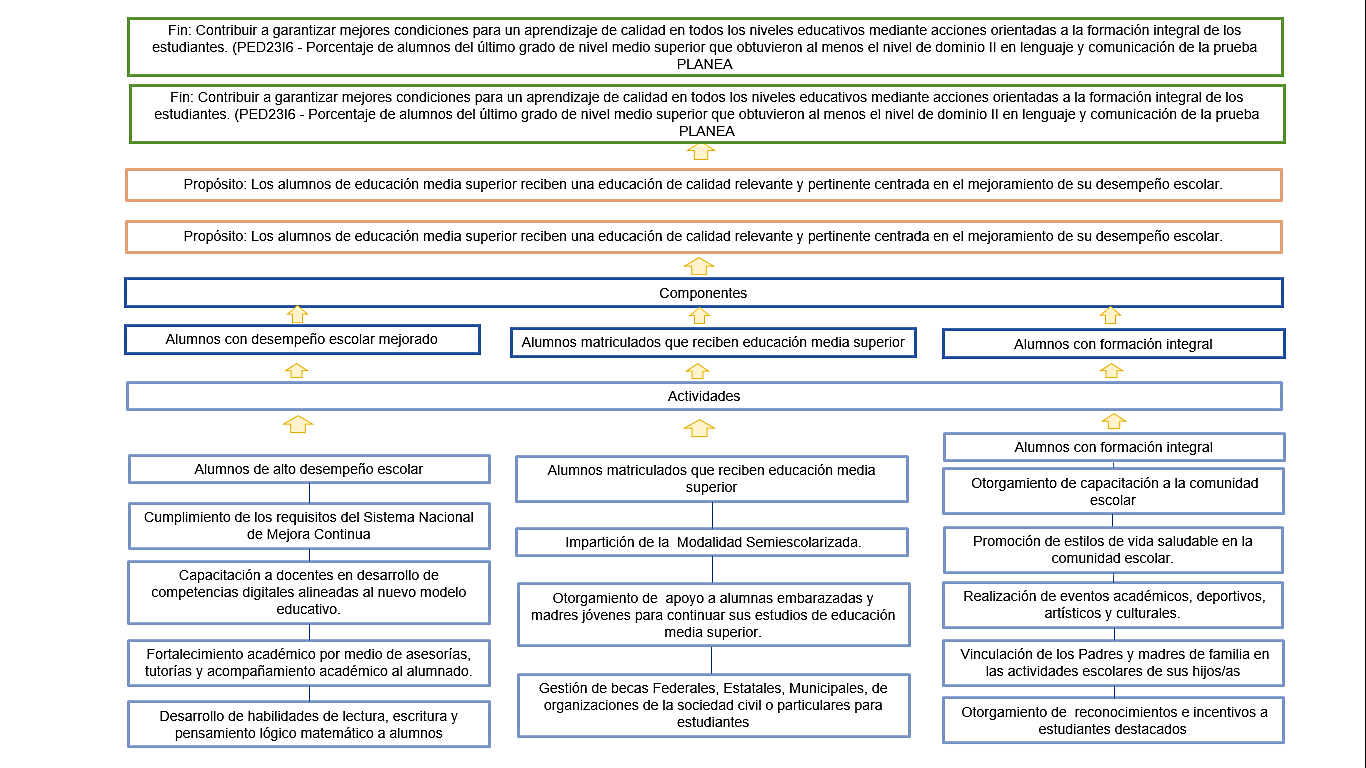 Fin: Contribuir a garantizar mejores condiciones para un aprendizaje de calidad en todos los niveles educativos mediante acciones orientadas a la formación integral de los
estudiantes. (PED23I6 - Porcentaje de alumnos del último grado de nivel medio superior que obtuvieron al menos el nivel de dominio II en lenguaje y comunicación de la prueba
PLANEA
Fin: Contribuir a garantizar mejores condiciones para un aprendizaje de calidad en todos los niveles educativos mediante acciones orientadas a la formación integral de los
estudiantes. (PED23I6 - Porcentaje de alumnos del último grado de nivel medio superior que obtuvieron al menos el nivel de dominio II en lenguaje y comunicación de la prueba
PLANEA
Propósito: Los alumnos de educación media superior reciben una educación de calidad relevante y pertinente centrada en el mejoramiento de su desempeño escolar.
Propósito: Los alumnos de educación media superior reciben una educación de calidad relevante y pertinente centrada en el mejoramiento de su desempeño escolar.
Componentes
Alumnos con desempeño escolar mejorado
Alumnos matriculados que reciben educación media superior
Alumnos con formación integral
Actividades
Alumnos de alto desempeño escolar
Cumplimiento de los requisitos del Sistema Nacional
de Mejora Continua
Capacitación a docentes en desarrollo de
competencias digitales alineadas al nuevo modelo
educativo.
Fortalecimiento académico por medio de asesorías,
tutorías y acompañamiento académico al alumnado.
Desarrollo de habilidades de lectura, escritura y
pensamiento lógico matemático a alumnos
Alumnos matriculados que reciben educación media
superior
Impartición de la  Modalidad Semiescolarizada.
Otorgamiento de  apoyo a alumnas embarazadas y
madres jóvenes para continuar sus estudios de educación
media superior.
Gestión de becas Federales, Estatales, Municipales, de
organizaciones de la sociedad civil o particulares para
estudiantes
Alumnos con formación integral
Otorgamiento de capacitación a la comunidad
escolar
Promoción de estilos de vida saludable en la
comunidad escolar.
Realización de eventos académicos, deportivos,
artísticos y culturales.
Vinculación de los Padres y madres de familia en
las actividades escolares de sus hijos/as
Otorgamiento de  reconocimientos e incentivos a
estudiantes destacados